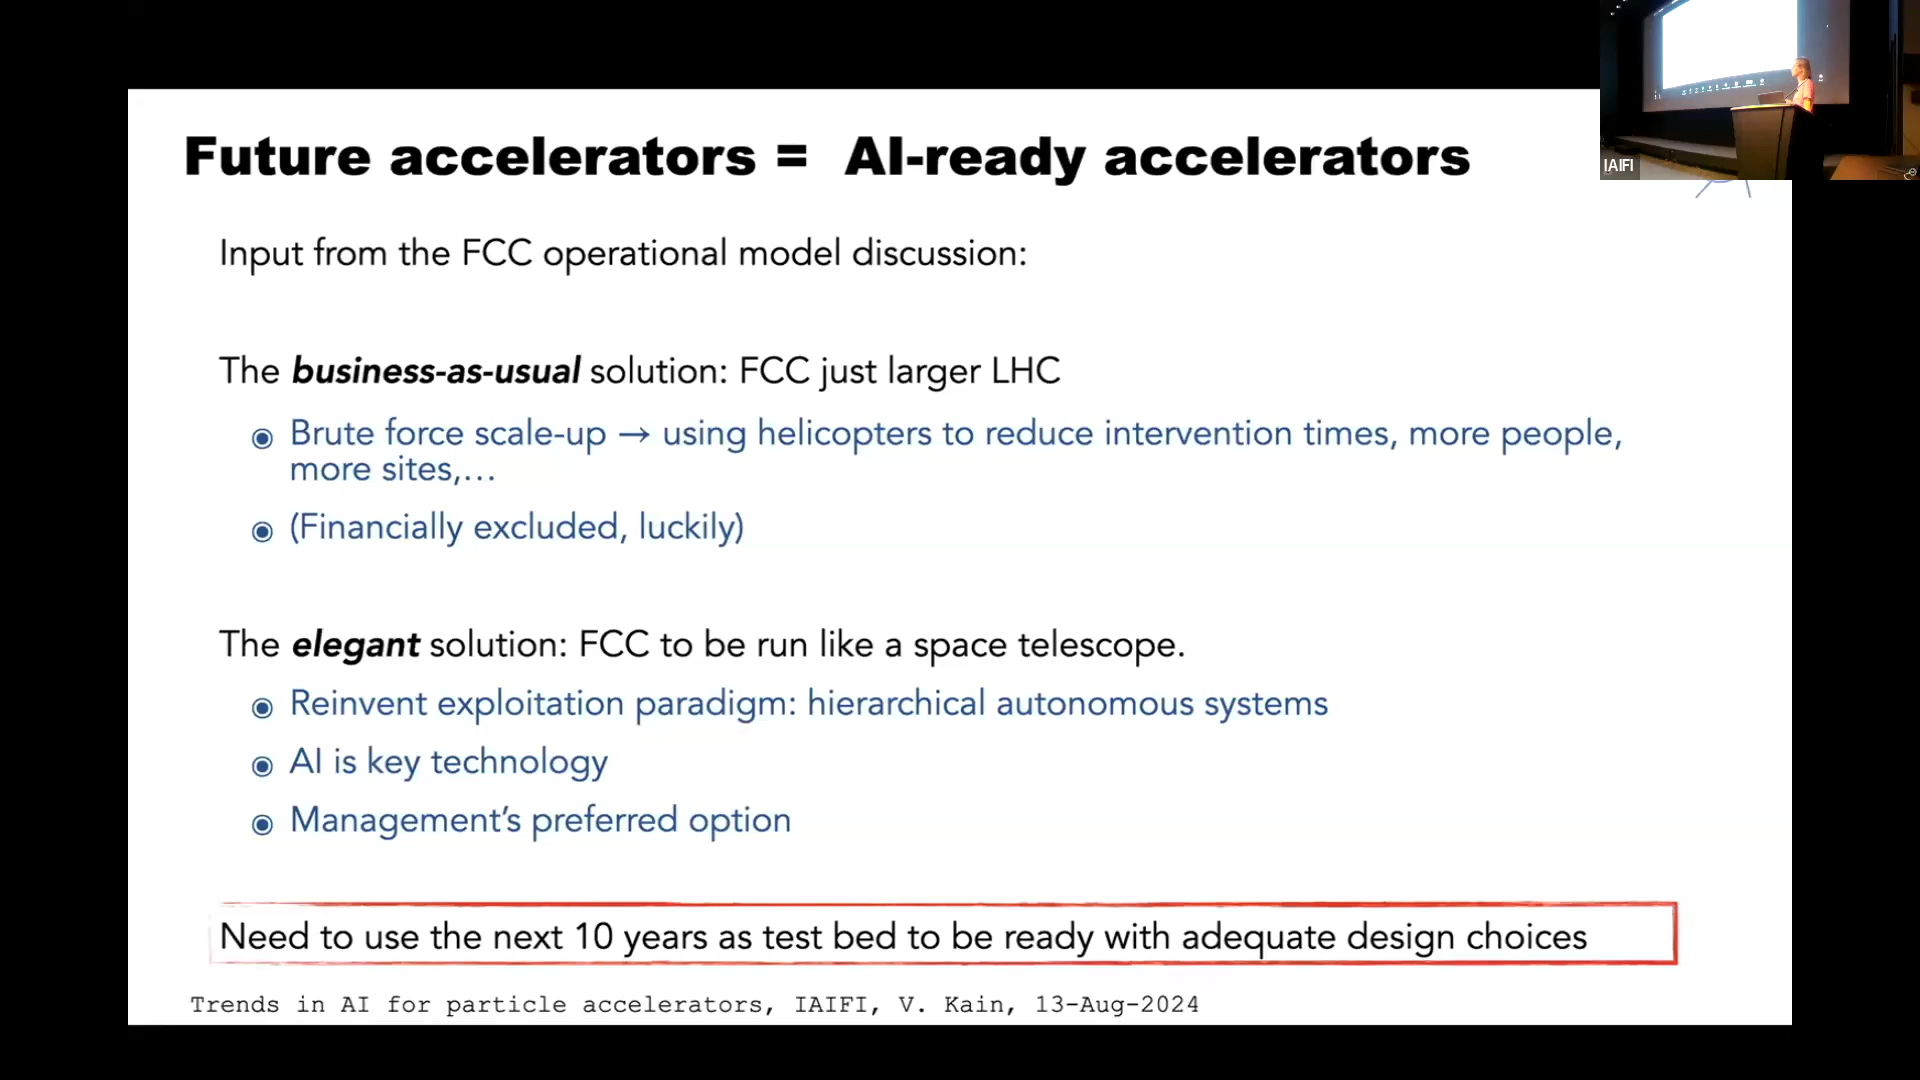 IAIFI
Future accelerators = AI-ready accelerators
Input from the FCC operational model discussion:
The business-as-usual solution: FCC just larger LHC
Brute force scale-up → using helicopters to reduce intervention times, more people,
more sites,…
(Financially excluded, luckily)
The elegant solution: FCC to be run like a space telescope.
Reinvent exploitation paradigm: hierarchical autonomous systems
AI is key technology
Management’s preferred option
Need to use the next 10 years as test bed to be ready with adequate design choices
Trends in AI for particle accelerators, IAIFI, V. Kain, 13-Aug-2024